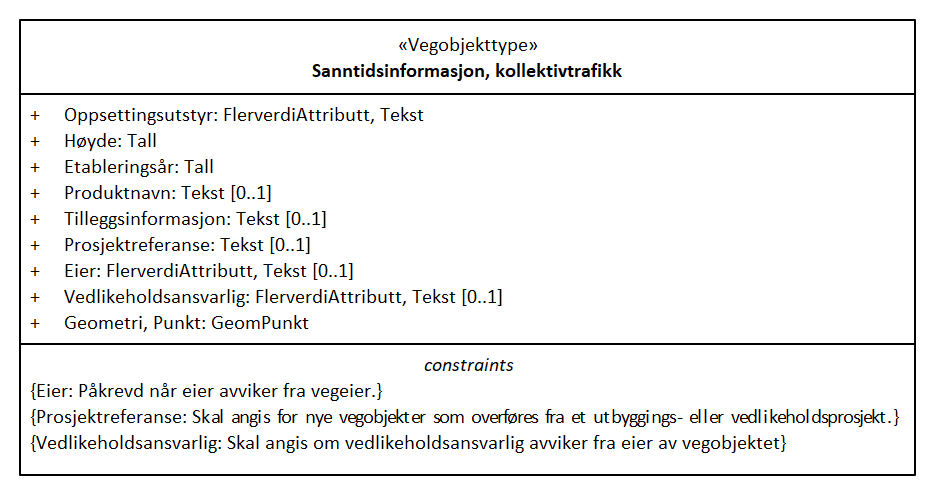 «Vegobjekttype»
Sanntidsinformasjon, kollektivtrafikk
+ Oppsettingsutstyr: FlerverdiAttributt, Tekst
+ Høyde: Tall
+ Etableringsår: Tall
+ Produktnavn: Tekst [0..1]
+ Tilleggsinformasjon: Tekst [0..1]
+ Prosjektreferanse: Tekst [0..1]
+ Eier: FlerverdiAttributt, Tekst [0..1]
+ Vedlikeholdsansvarlig: FlerverdiAttributt, Tekst [0..1]
+ Geometri, Punkt: GeomPunkt
constraints
{Eier: Påkrevd når eier avviker fra vegeier.}
{Prosjektreferanse: Skal angis for nye vegobjekter som overføres fra et utbyggings- eller vedlikeholdsprosjekt.}
{Vedlikeholdsansvarlig: Skal angis om vedlikeholdsansvarlig avviker fra eier av vegobjektet}